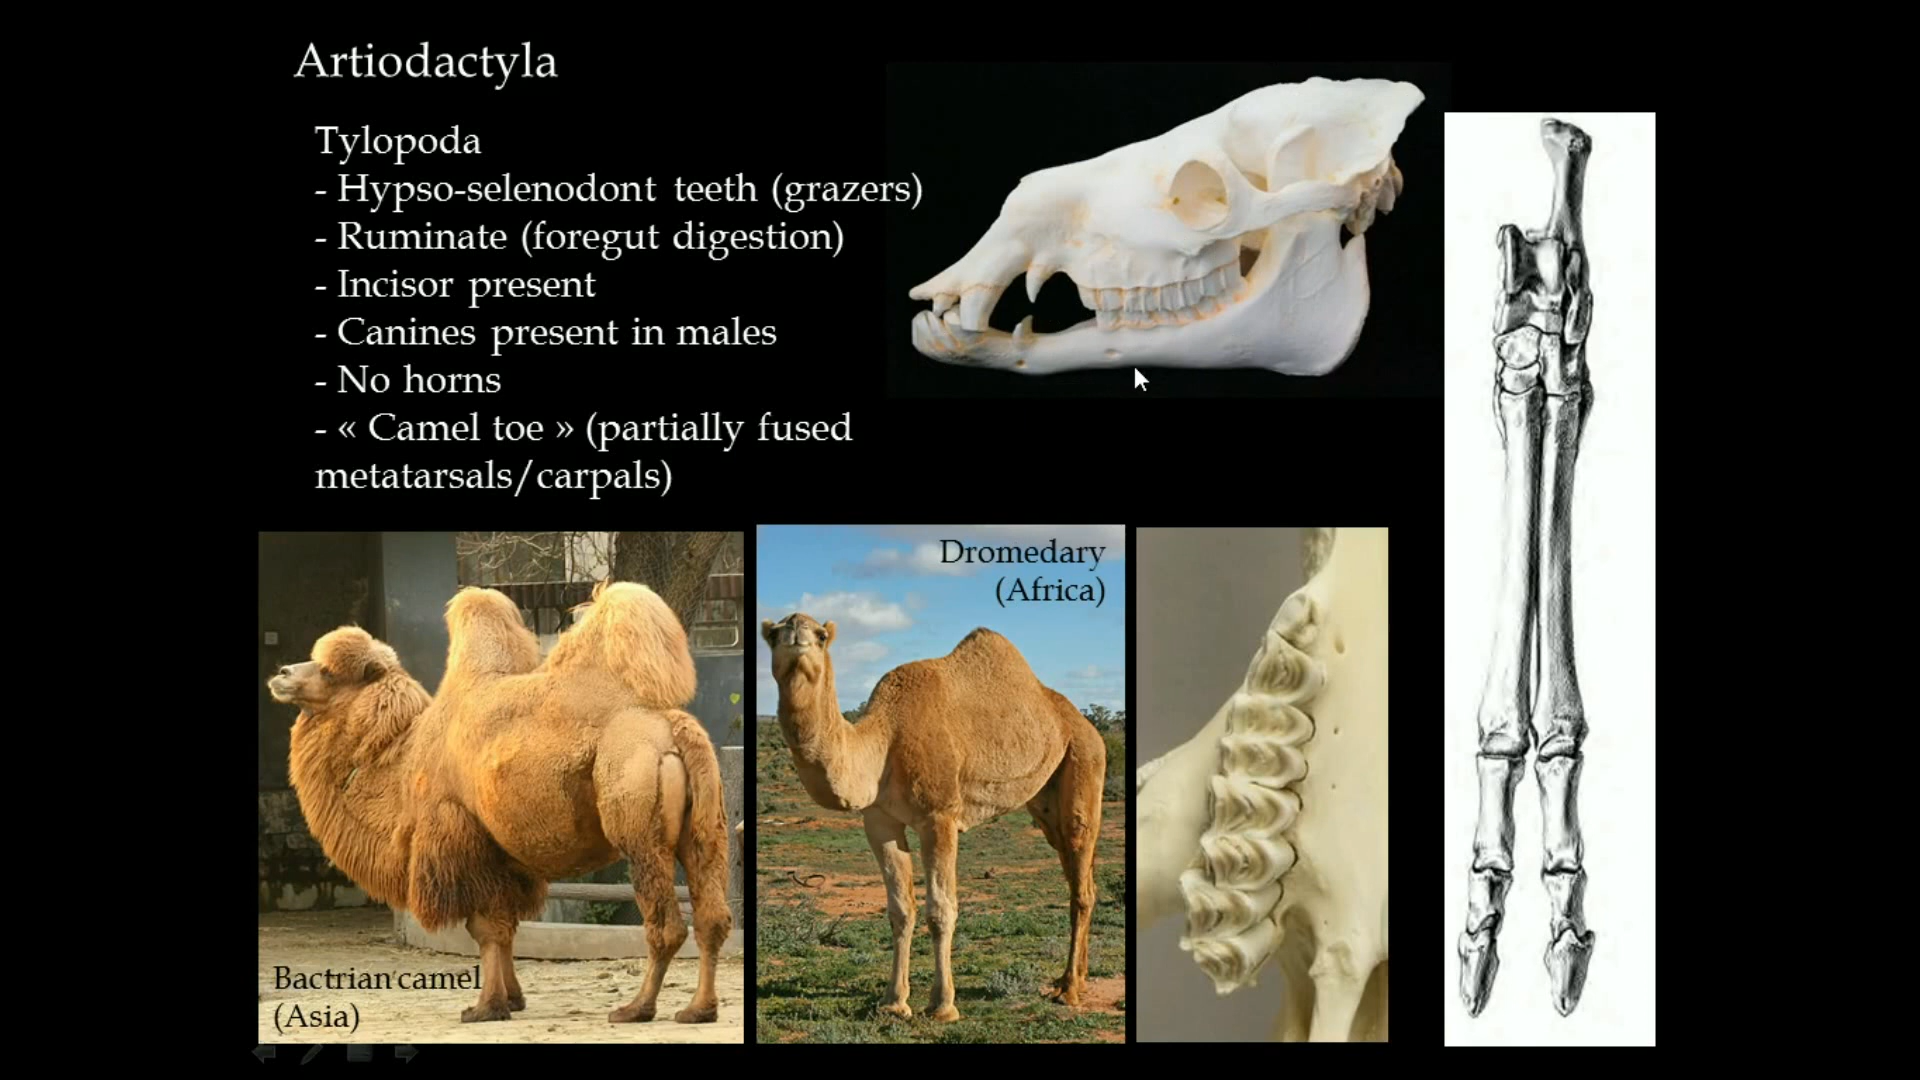 Artiodactyla
Tylopoda
- Hypso-selenodont teeth (grazers)
- Ruminate (foregut digestion)
- Incisor present
- Canines present in males
- No horns
- « Camel toe » (partially fused
metatarsals/carpals)
Dromedary
(Africa)
Bactrian camel
(Asia)